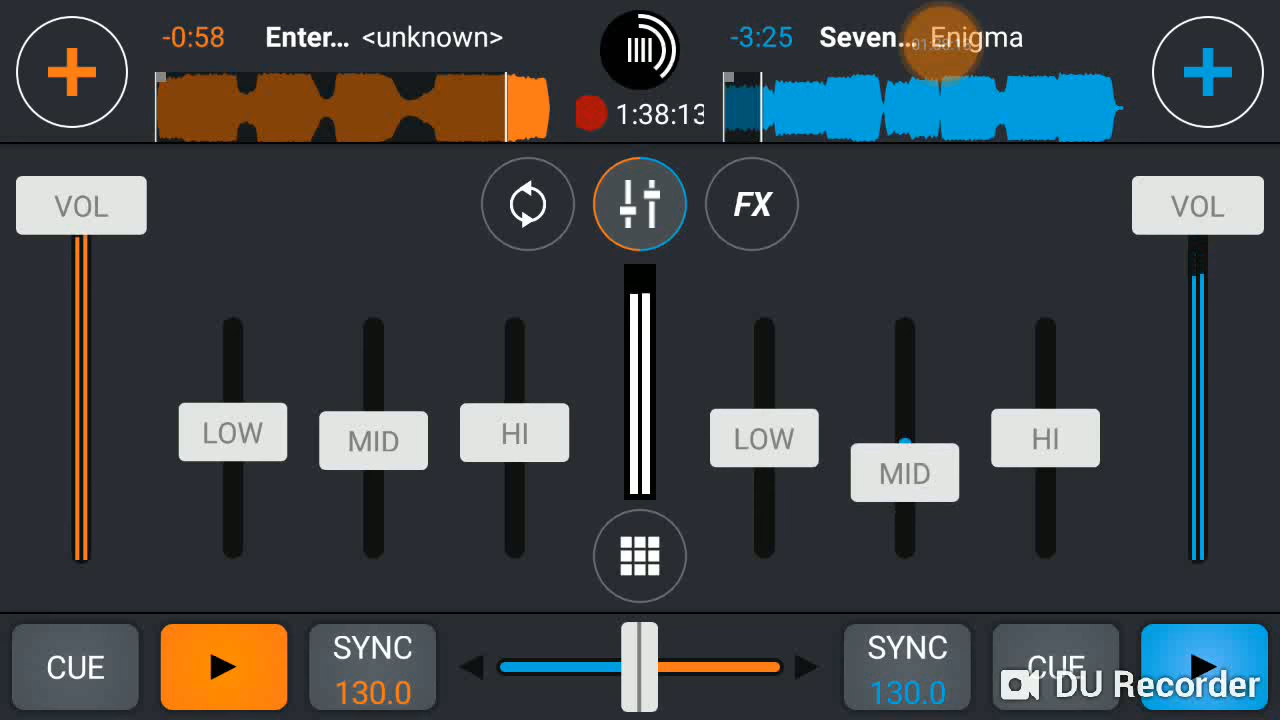 -0:58 Enter... <unknown>
-3:25 Seven... Enigma
1:38:13
VOL
FX
VOL
LOW
MID
HI
LOW
MID
HI
CUE
SYNC
130.0
SYNC
130.0
CUE
DU Recorder